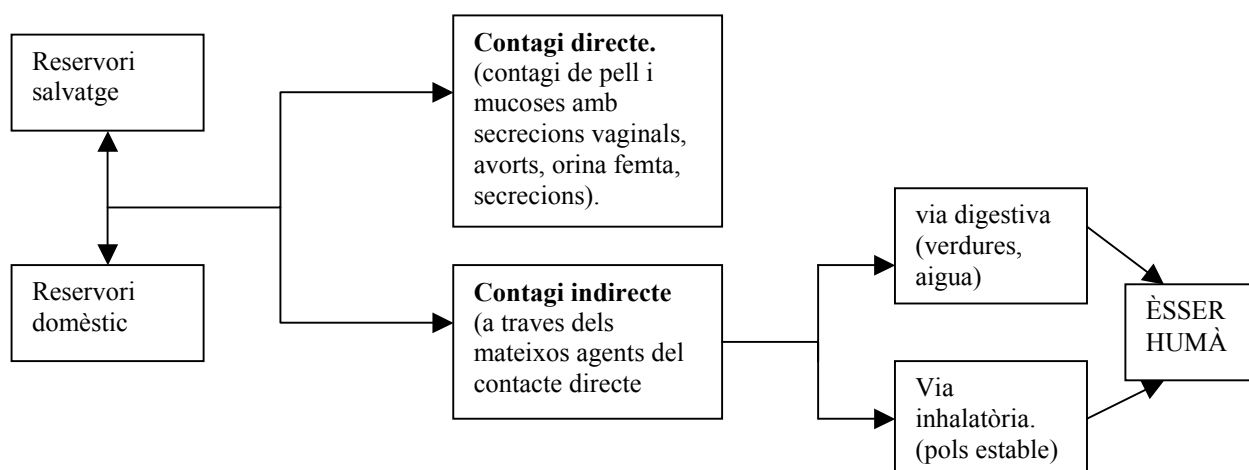 Reservori
salvatge
Contagi directe.
(contagi de pell i
mucoses amb
secrecions vaginals,
avorts, orina femta,
secrecions).
Reservori
domèstic
Contagi indirecte
(a traves dels
mateixos agents del
contacte directe
via digestiva
(verdures,
aigua)
Via
inhalatòria.
(pols estable)
ÈSSER
HUMÀ